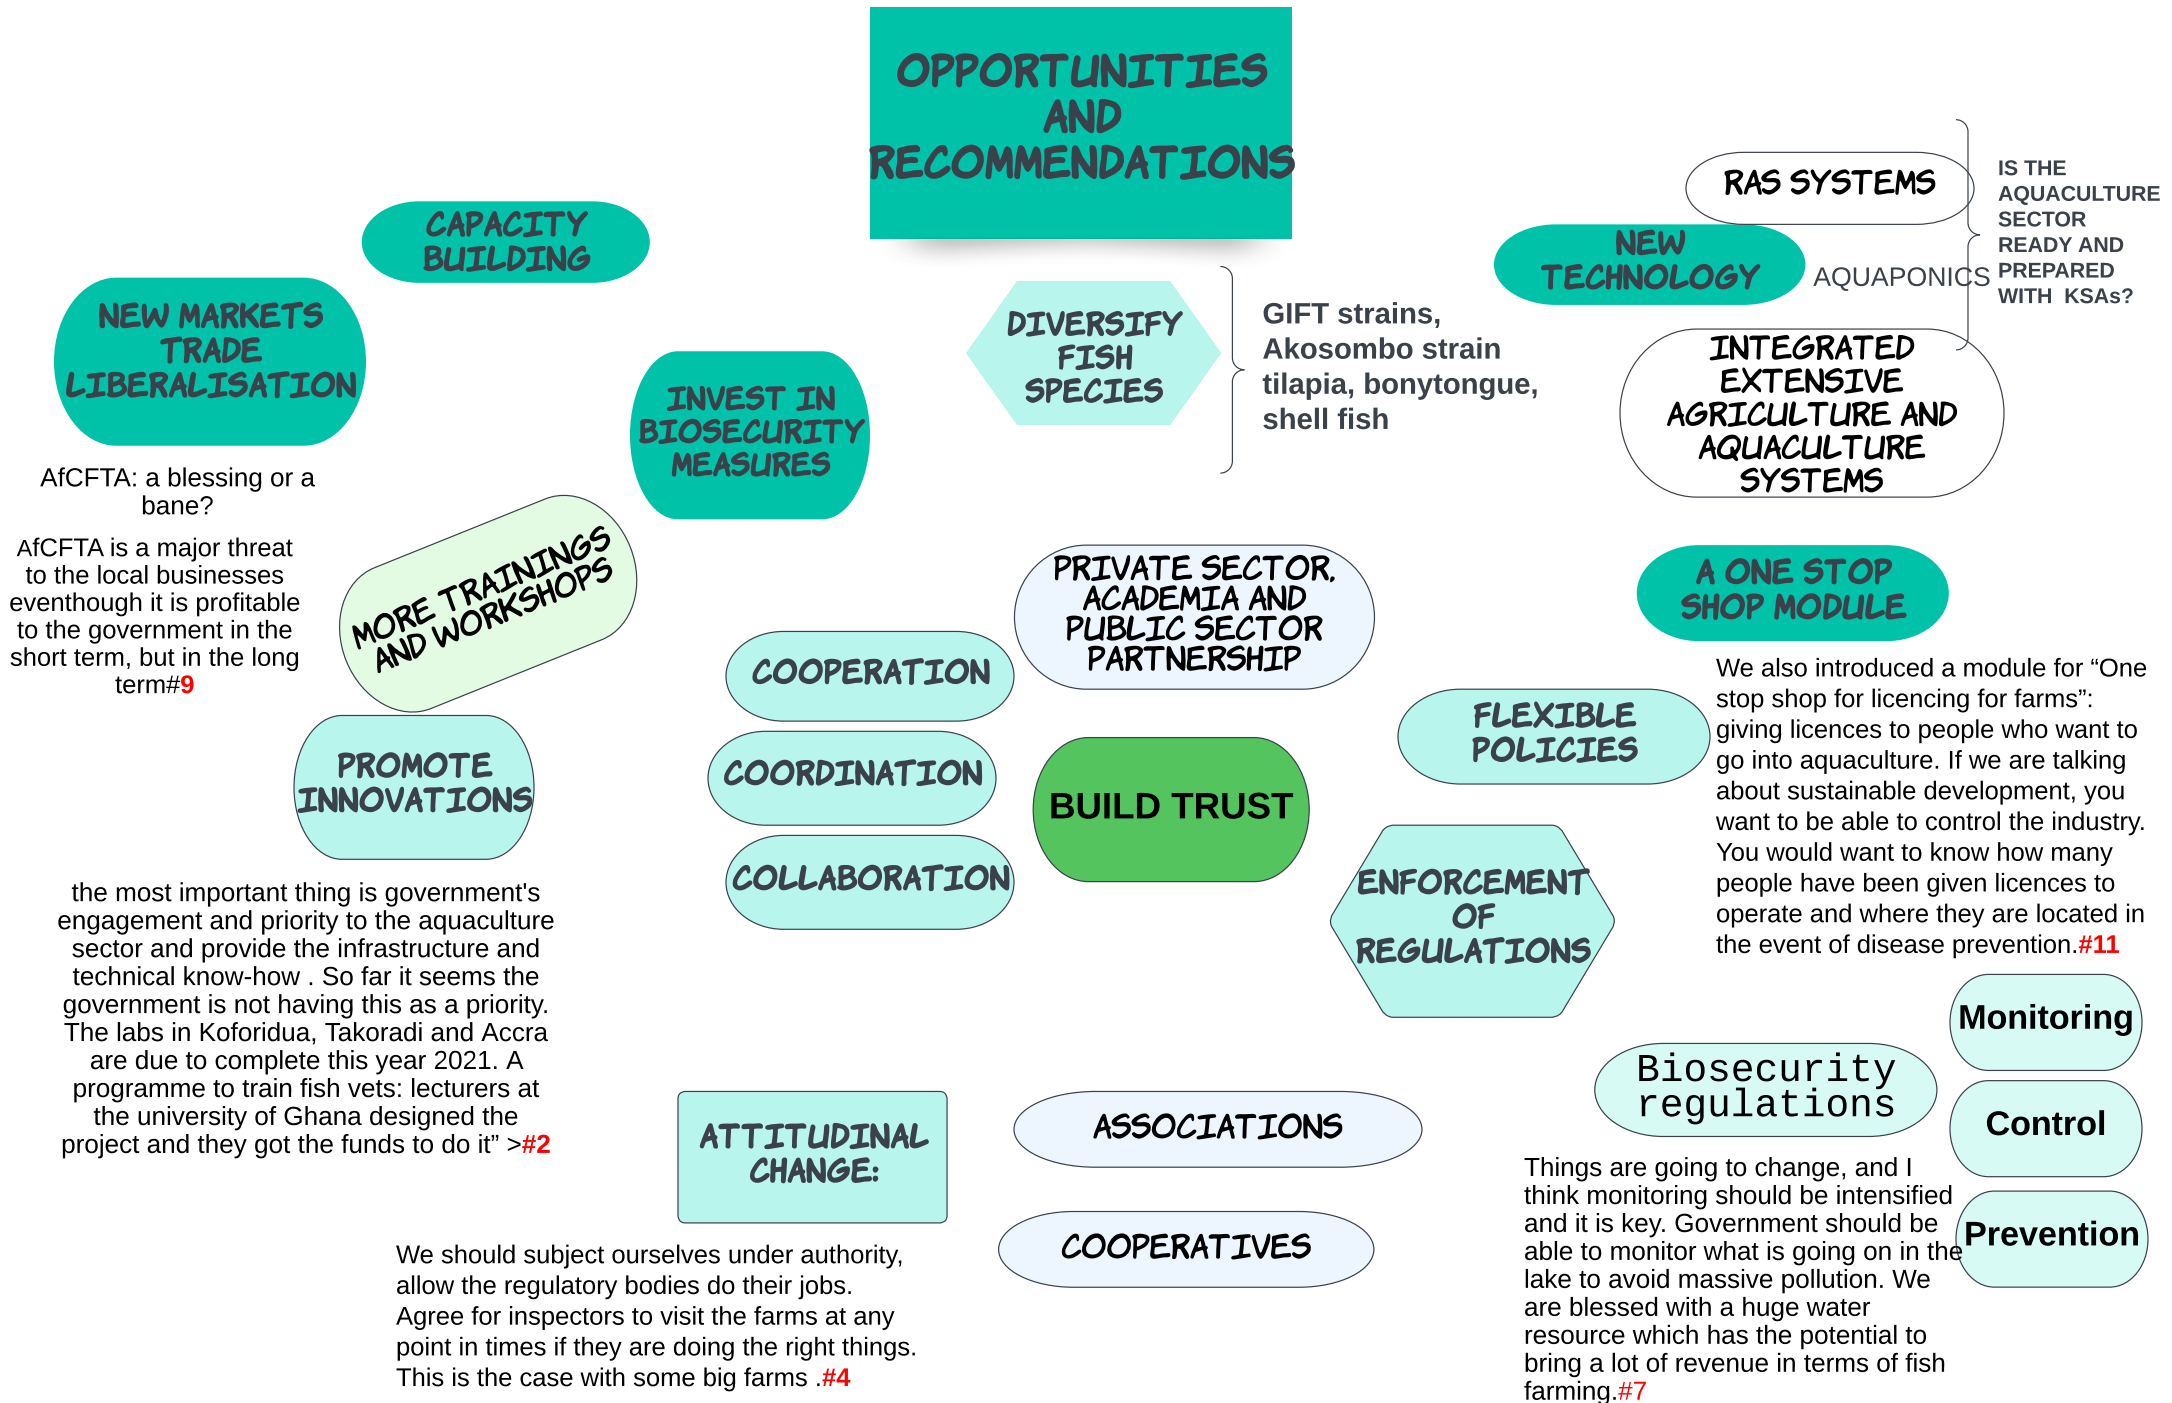 OPPORTUNITIES
AND
RECOMMENDATIONS
CAPACITY
BUILDING
NEW MARKETS
TRADE
LIBERALISATION
AfCFTA: a blessing or a
bane?
AfCFTA is a major threat
to the local businesses
eventhough it is profitable
to the government in the
short term, but in the long
term#9
INVEST IN
BIOSECURITY
MEASURES
DIVERSIFY
FISH
SPECIES
GIFT strains,
Akosombo strain
tilapia, bonytongue,
shell fish
RAS SYSTEMS
NEW
TECHNOLOGY
AQUAPONICS
IS THE
AQUACULTURE
SECTOR
READY AND
PREPARED
WITH  KSAs?
INTEGRATED
EXTENSIVE
AGRICULTURE AND
AQUACULTURE
SYSTEMS
MORE TRAININGS
AND WORKSHOPS
PROMOTE
INNOVATIONS
the most important thing is government's
engagement and priority to the aquaculture
sector and provide the infrastructure and
technical know-how . So far it seems the
government is not having this as a priority.
The labs in Koforidua, Takoradi and Accra
are due to complete this year 2021. A
programme to train fish vets: lecturers at
the university of Ghana designed the
project and they got the funds to do it” >#2
PRIVATE SECTOR,
ACADEMIA AND
PUBLIC SECTOR
PARTNERSHIP
COOPERATION
COORDINATION
COLLABORATION
BUILD TRUST
A ONE STOP
SHOP MODULE
We also introduced a module for “One
stop shop for licencing for farms”:
giving licences to people who want to
go into aquaculture. If we are talking
about sustainable development, you
want to be able to control the industry.
You would want to know how many
people have been given licences to
operate and where they are located in
the event of disease prevention.#11
FLEXIBLE
POLICIES
ENFORCEMENT
OF
REGULATIONS
Biosecurity
regulations
Monitoring
Control
Prevention
Things are going to change, and I
think monitoring should be intensified
and it is key. Government should be
able to monitor what is going on in the
lake to avoid massive pollution. We
are blessed with a huge water
resource which has the potential to
bring a lot of revenue in terms of fish
farming.#7
ATTITUDINAL
CHANGE:
We should subject ourselves under authority,
allow the regulatory bodies do their jobs.
Agree for inspectors to visit the farms at any
point in times if they are doing the right things.
This is the case with some big farms .#4
ASSOCIATIONS
COOPERATIVES